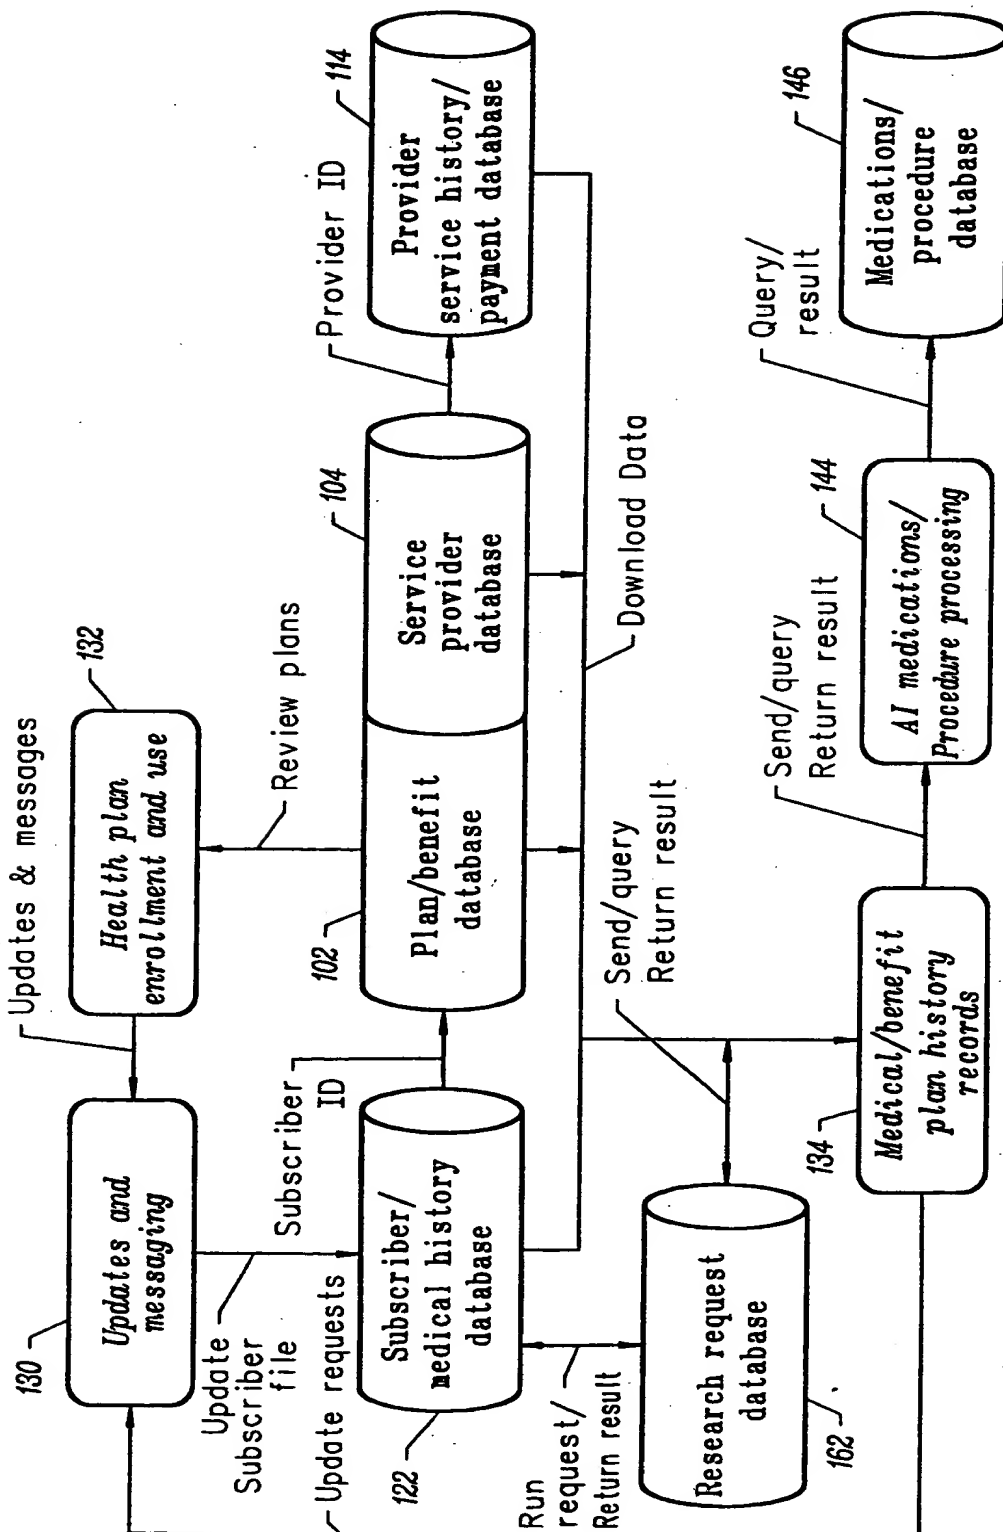 130
Updates and
messaging
Updates & messages
Health plan
enrollment and use
132
Update
Subscriber
file
Review plans
Update requests
122
Subscriber/
medical history
database
Subscriber
ID
102
Plan/benefit
database
Service
provider
database
104
Provider ID
Provider
service history/
payment database
114
Run
request/
Return result
Send/query
Return result
Download Data
162
Research request
database
134
Medical/benefit
plan history
records
Send/query
Return result
AI medications/
Procedure processing
144
Query/
result
Medications/
procedure
database
146